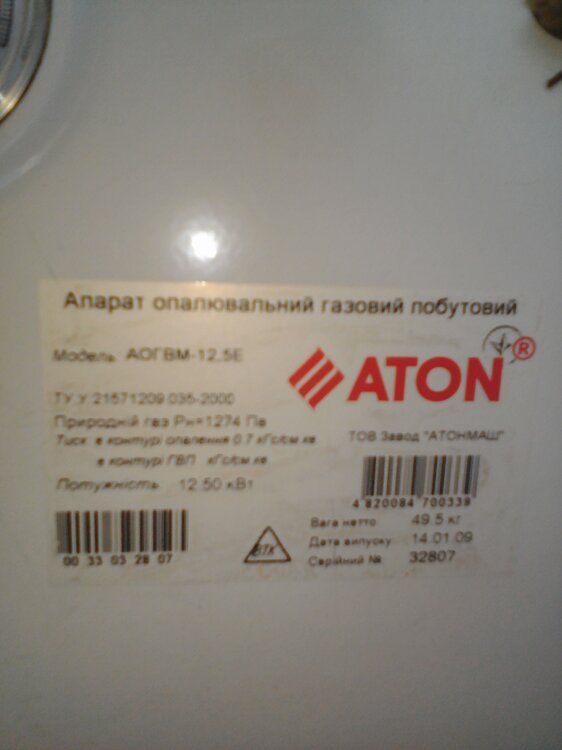 Апарат опалювальний газовий побутовий
Модель АОГВМ-12.5Е
ATON®
ТУ У 21571209.035-2000
Природній газ Рн=1274 Па
Тиск: в контурі опалення 0.7 кГс/см.кв
в контурі ГВП кГс/см.кв
Потужність 12.50 кВт
ТОВ Завод "АТОНМАШ"
4 820084 700339
00 33 03 28 07
ВТК
Вага нетто 49.5 кг
Дата випуску 14.01.09
Серійний № 32807